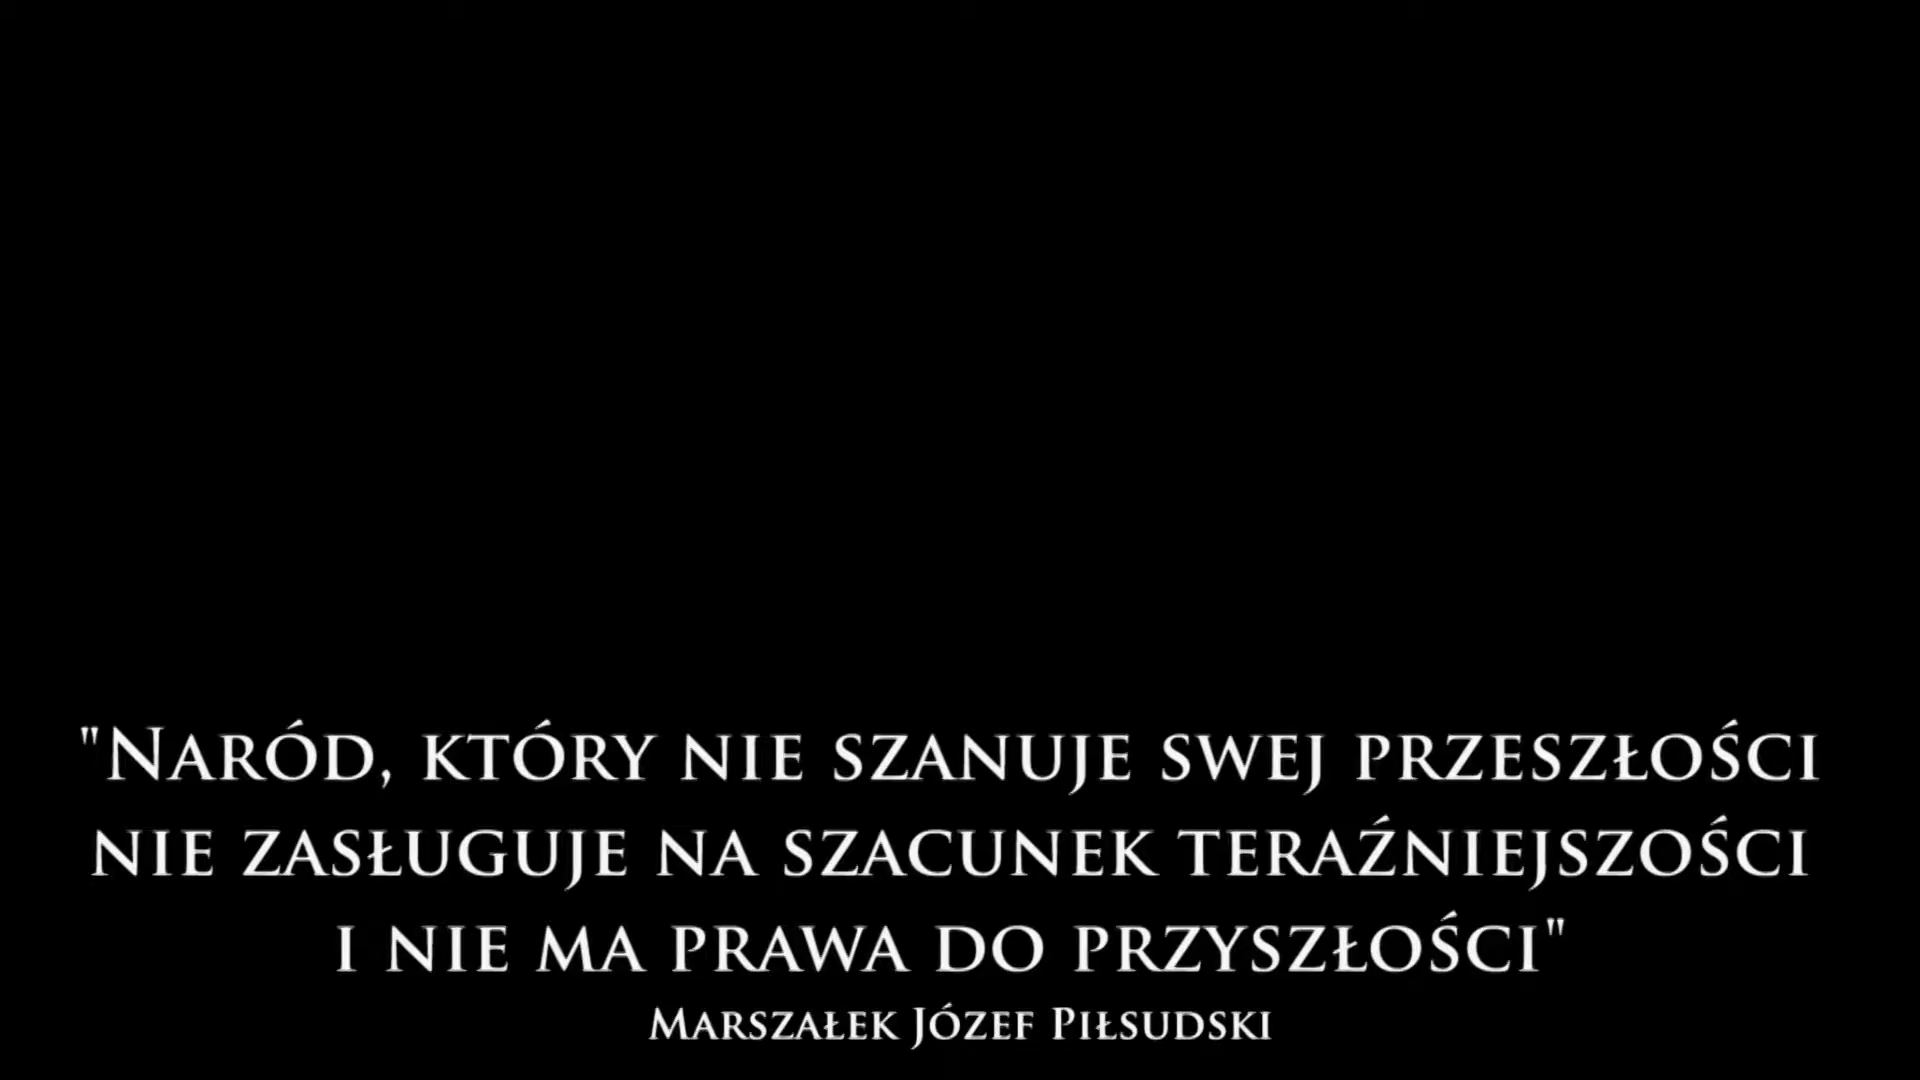 "Naród, który nie szanuje swej przeszłości
nie zasługuje na szacunek teraźniejszości
i nie ma prawa do przyszłości"
Marszałek Józef Piłsudski